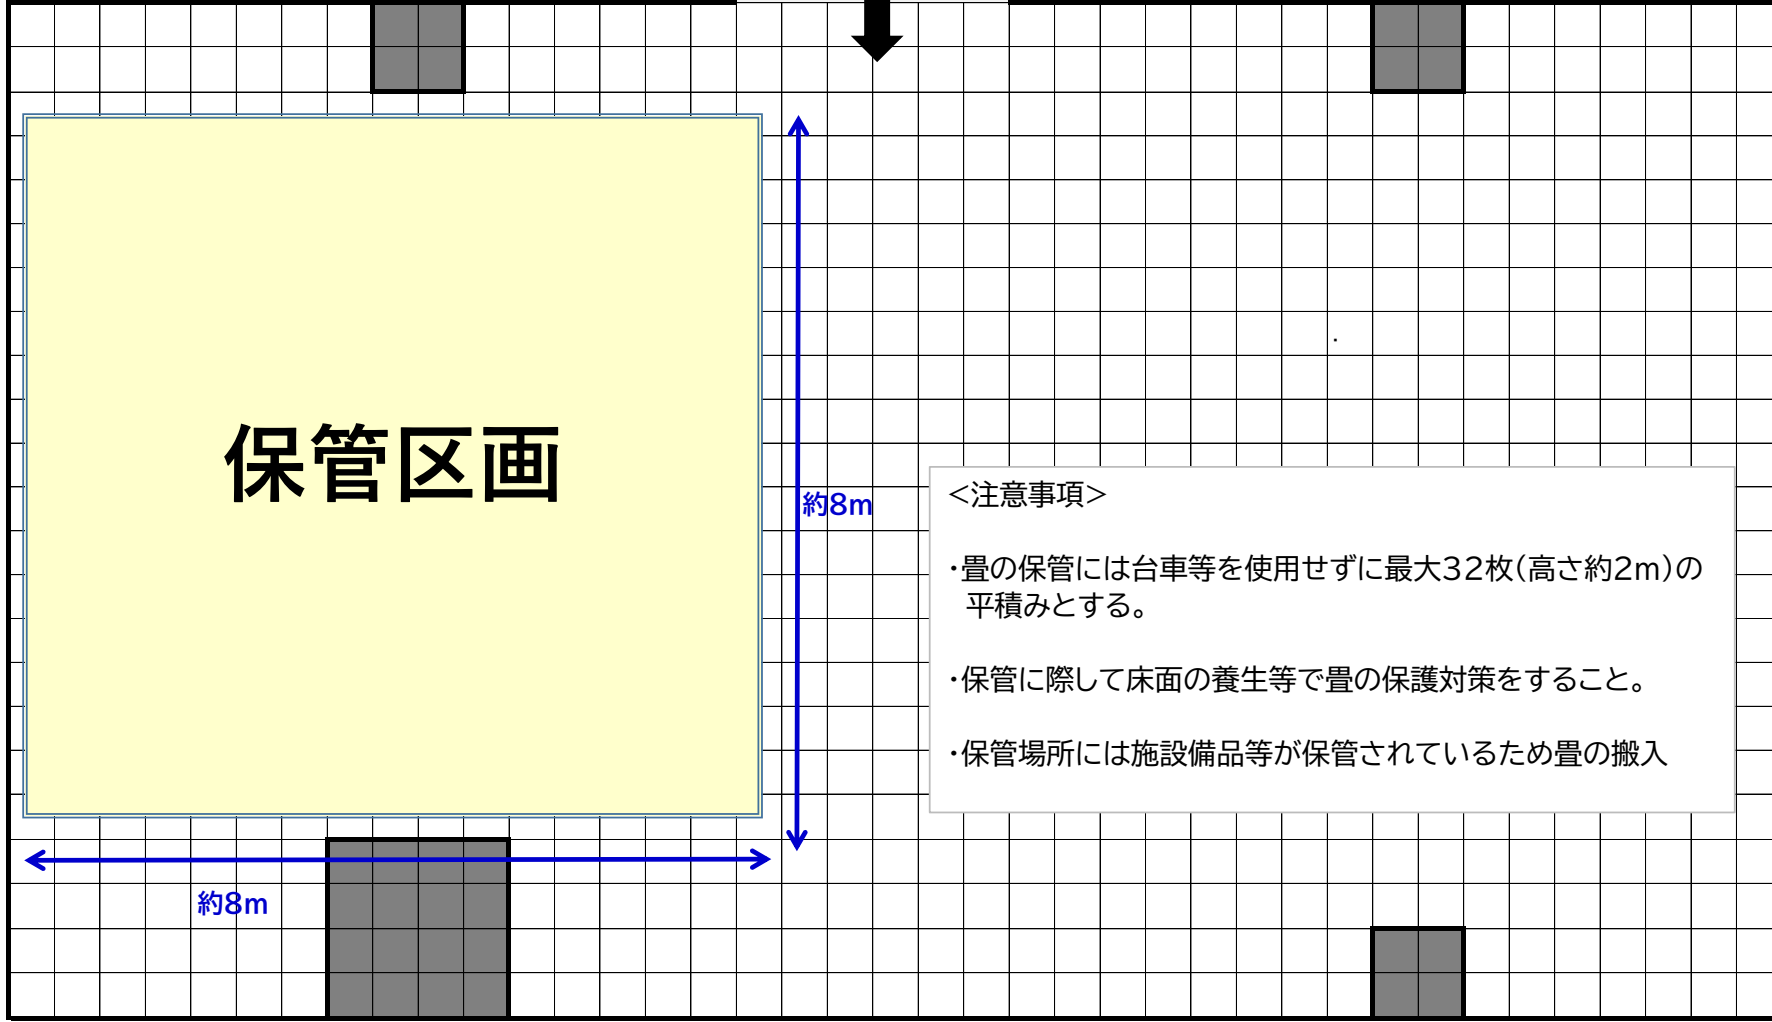 保管区画
約8m
約8m
＜注意事項＞
・畳の保管には台車等を使用せずに最大32枚（高さ約2m）の
平積みとする。
・保管に際して床面の養生等で畳の保護対策をすること。
・保管場所には施設備品等が保管されているため畳の搬入